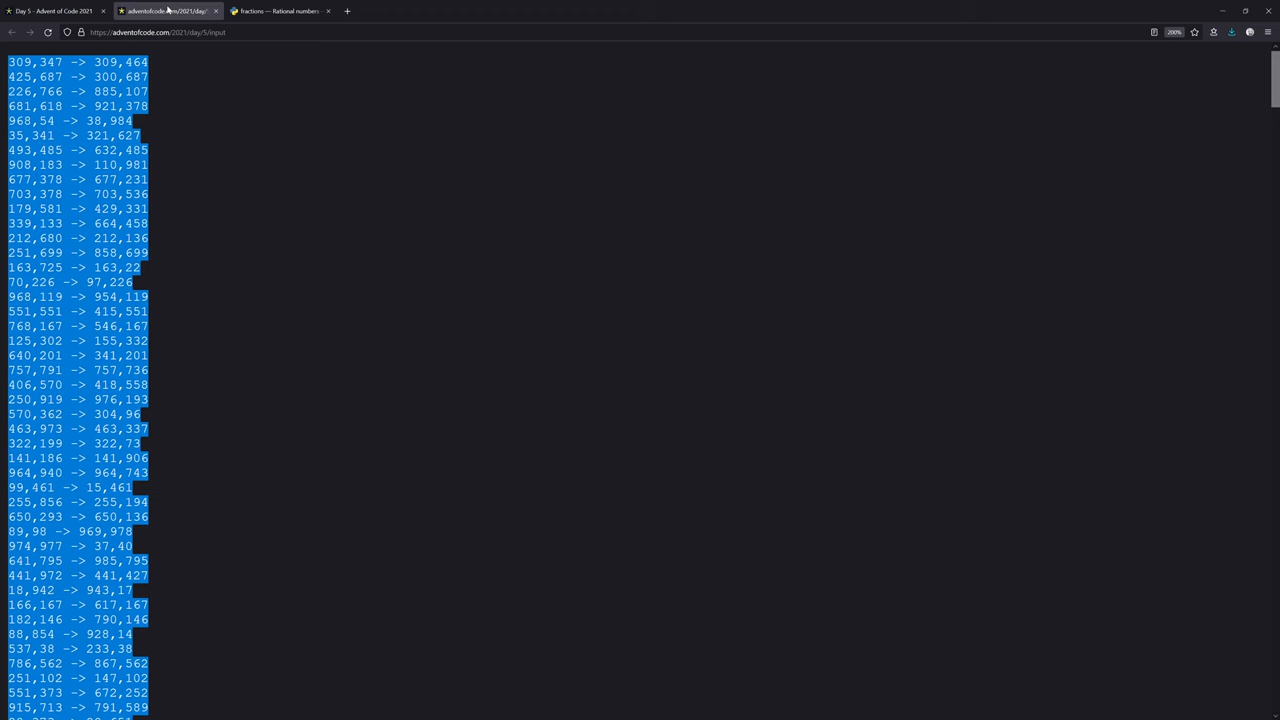 Day 5 - Advent of Code 2021
adventofcode.com/2021/day/
fractions — Rational numbers
https://adventofcode.com/2021/day/5/input
200%
309,347 -> 309,464
425,687 -> 300,687
226,766 -> 885,107
681,618 -> 921,378
968,54 -> 38,984
35,341 -> 321,627
493,485 -> 632,485
908,183 -> 110,981
677,378 -> 677,231
703,378 -> 703,536
179,581 -> 429,331
339,133 -> 664,458
212,680 -> 212,136
251,699 -> 858,699
163,725 -> 163,22
70,226 -> 97,226
968,119 -> 954,119
551,551 -> 415,551
768,167 -> 546,167
125,302 -> 155,332
640,201 -> 341,201
757,791 -> 757,736
406,570 -> 418,558
250,919 -> 976,193
570,362 -> 304,96
463,973 -> 463,337
322,199 -> 322,73
141,186 -> 141,906
964,940 -> 964,743
99,461 -> 15,461
255,856 -> 255,194
650,293 -> 650,136
89,98 -> 969,978
974,977 -> 37,40
641,795 -> 985,795
441,972 -> 441,427
18,942 -> 943,17
166,167 -> 617,167
182,146 -> 790,146
88,854 -> 928,14
537,38 -> 233,38
786,562 -> 867,562
251,102 -> 147,102
551,373 -> 672,252
915,713 -> 791,589